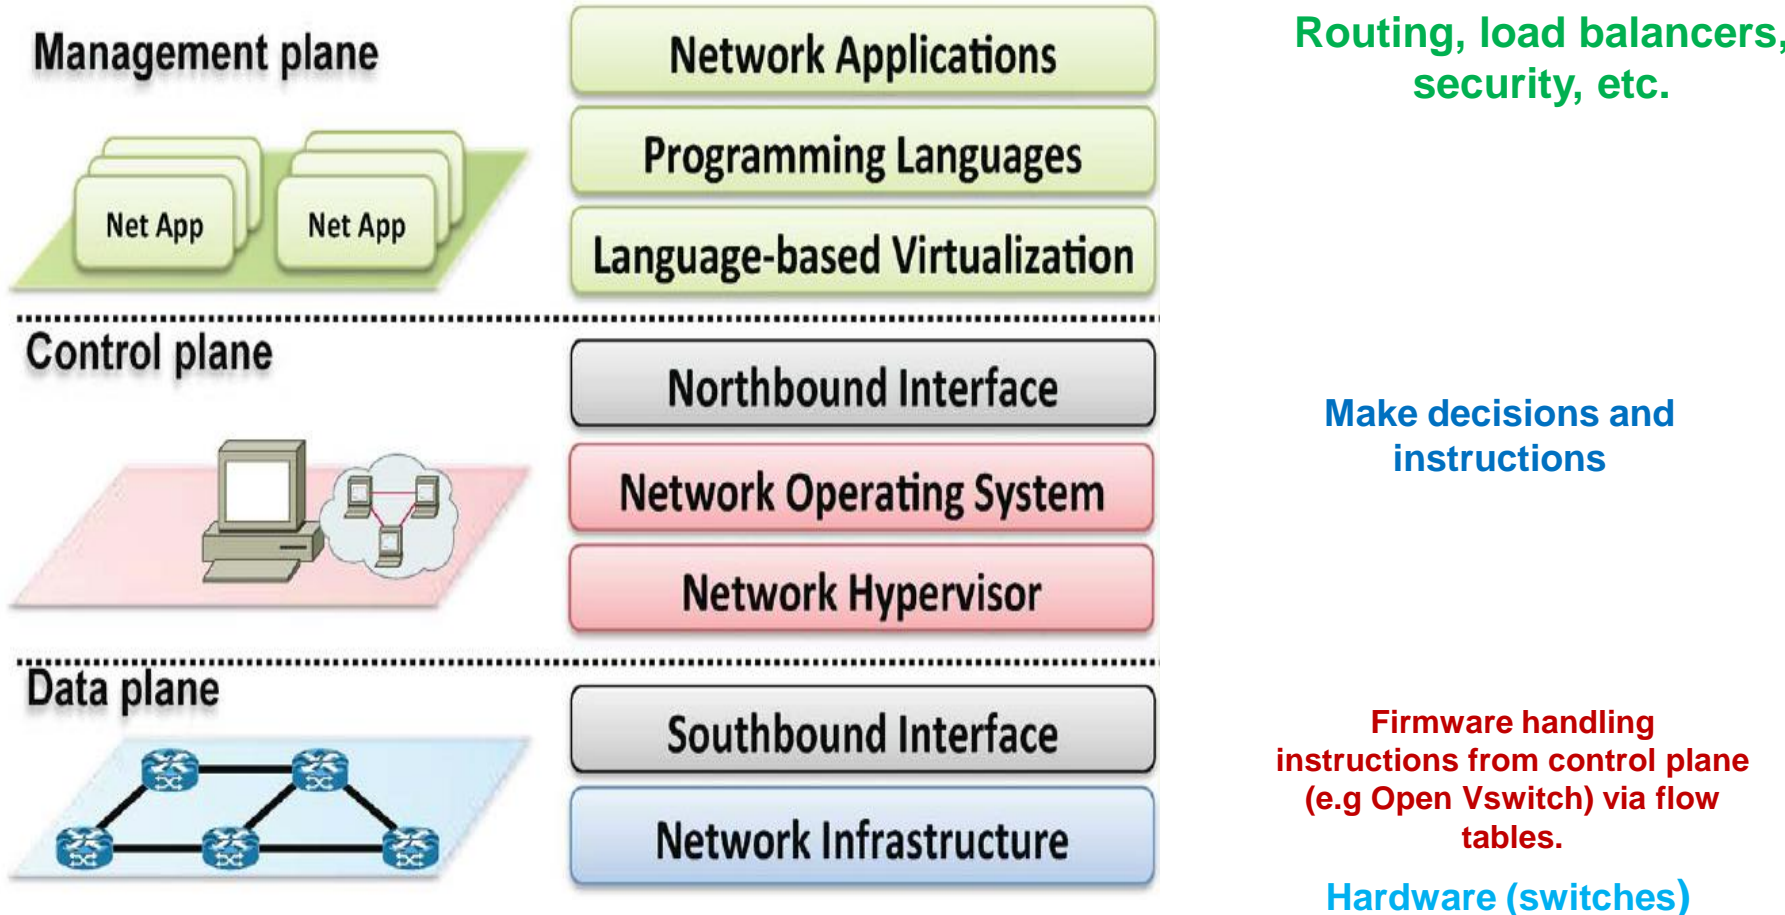 Management plane
Network Applications
Routing, load balancers,
security, etc.
Programming Languages
Net App
Net App
Language-based Virtualization
Control plane
Northbound Interface
Make decisions and
instructions
Network Operating System
Network Hypervisor
Data plane
Southbound Interface
Firmware handling
instructions from control plane
(e.g Open Vswitch) via flow
tables.
Network Infrastructure
Hardware (switches)